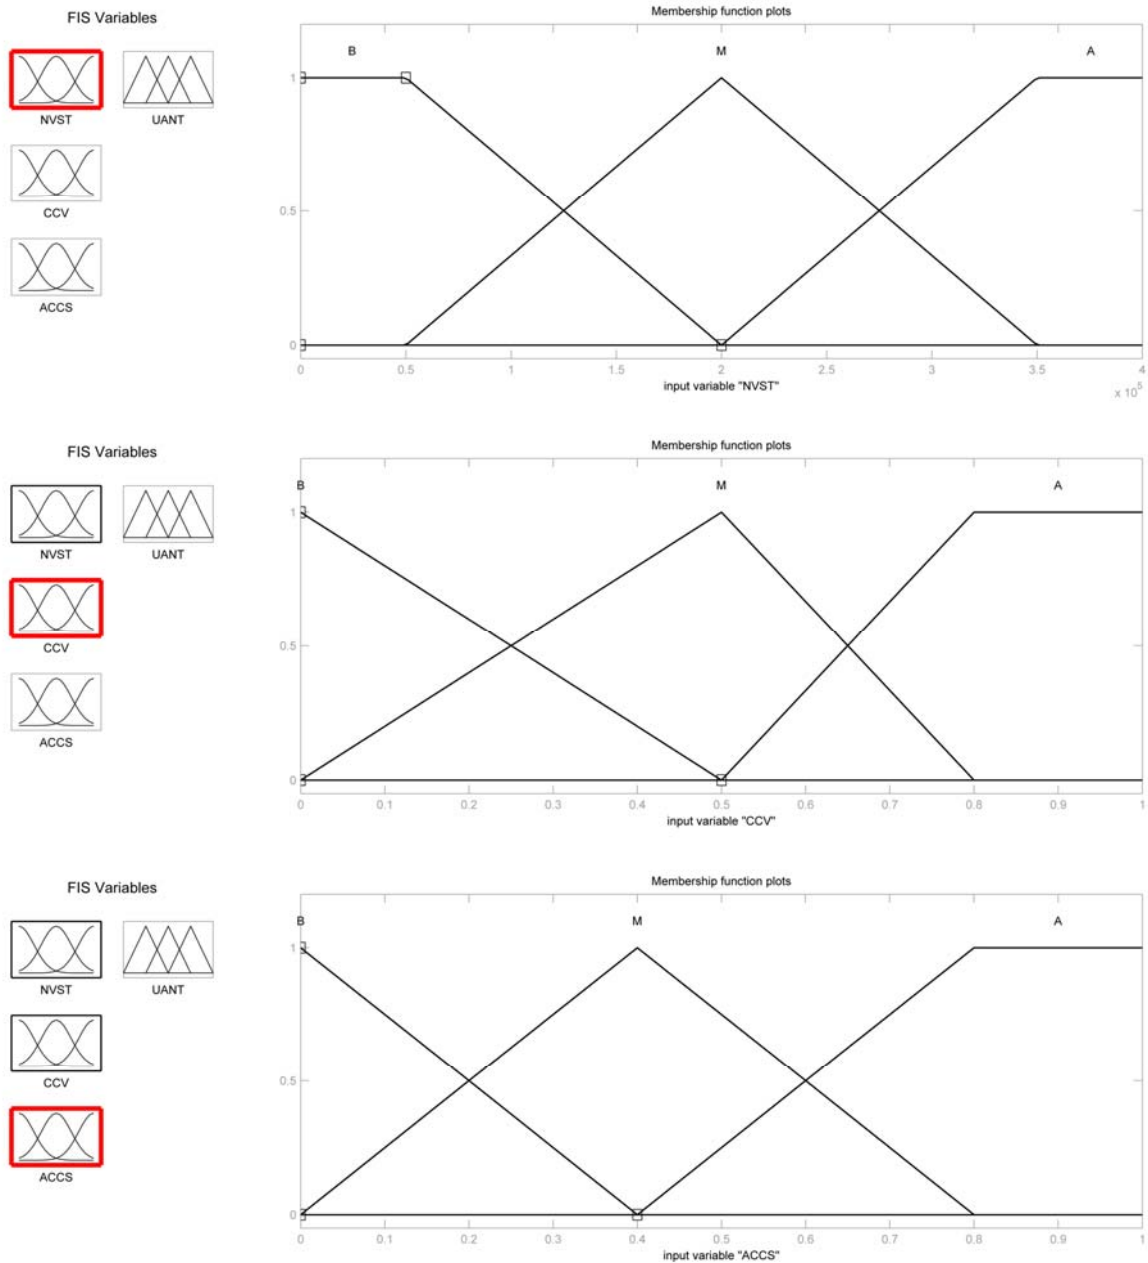 FIS Variables
NVST
UANT
CCV
ACCS
Membership function plots
B
M
A
1
0.5
0
0 0.5 1 1.5 2 2.5 3 3.5 4
input variable "NVST"
x 10⁵
FIS Variables
NVST
UANT
CCV
ACCS
Membership function plots
B
M
A
1
0.5
0
0 0.1 0.2 0.3 0.4 0.5 0.6 0.7 0.8 0.9 1
input variable "CCV"
FIS Variables
NVST
UANT
CCV
ACCS
Membership function plots
B
M
A
1
0.5
0
0 0.1 0.2 0.3 0.4 0.5 0.6 0.7 0.8 0.9 1
input variable "ACCS"